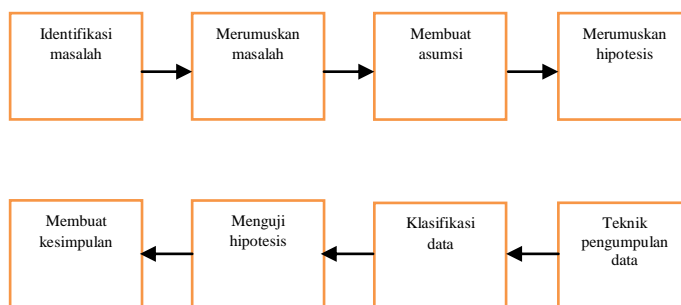 Identifikasi
masalah
Merumuskan
masalah
Membuat
asumsi
Merumuskan
hipotesis
Membuat
kesimpulan
Menguji
hipotesis
Klasifikasi
data
Teknik
pengumpulan
data